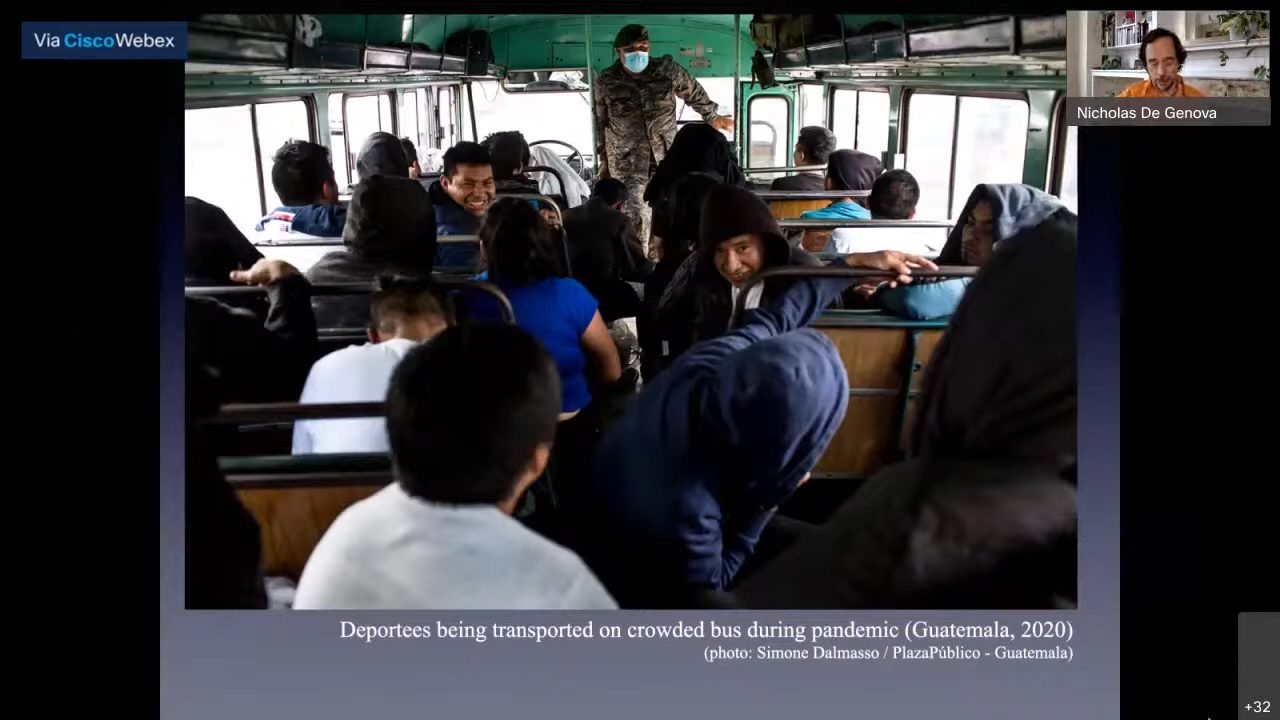 Via CiscoWebex
Nicholas De Genova
Deportees being transported on crowded bus during pandemic (Guatemala, 2020)
(photo: Simone Dalmasso / PlazaPúblico - Guatemala)
+32